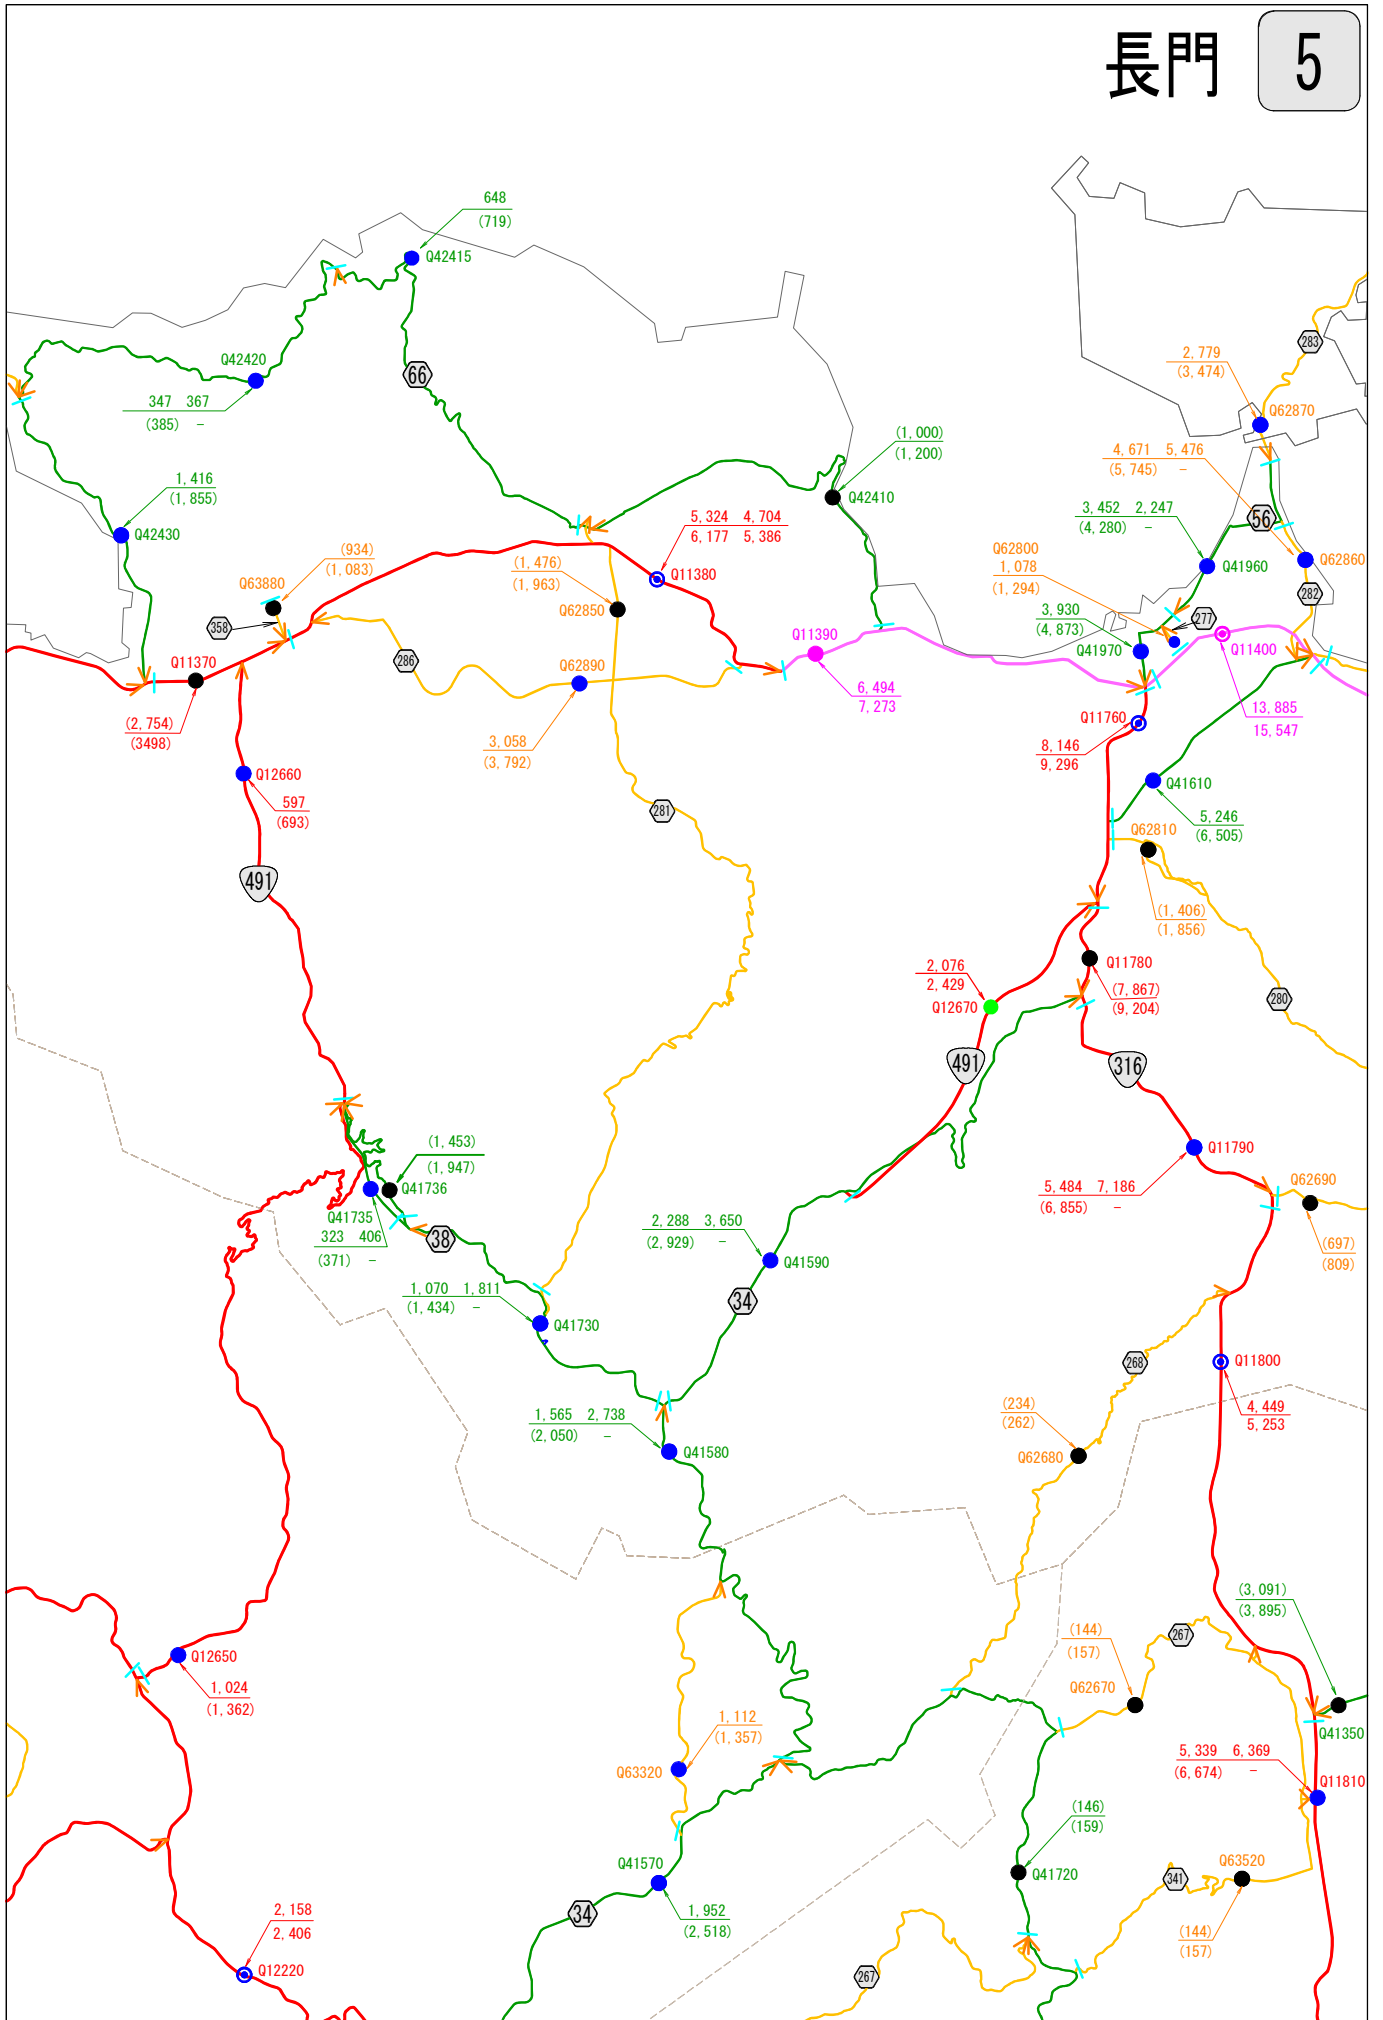 長門 5
648
(719)
Q42415
Q42420
347 367
(385) -
66
283
2,779
(3,474)
Q62870
1,416
(1,855)
Q42430
(1,000)
(1,200)
Q42410
4,671 5,476
(5,745) -
3,452 2,247
(4,280) -
56
Q62860
Q41960
282
5,324 4,704
6,177 5,386
Q11380
(934)
(1,083)
Q63880
358
(1,476)
(1,963)
Q62850
Q62800
1,078
(1,294)
277
3,930
(4,873)
Q41970
Q11390
6,494
7,273
Q11400
13,885
15,547
286
Q62890
3,058
(3,792)
Q11370
(2,754)
(3498)
Q11760
8,146
9,296
Q12660
597
(693)
281
Q41610
5,246
(6,505)
Q62810
(1,406)
(1,856)
491
Q11780
(7,867)
(9,204)
2,076
2,429
Q12670
280
491
316
(1,453)
(1,947)
Q41736
Q41735
323 406
(371) -
38
Q11790
5,484 7,186
(6,855) -
Q62690
(697)
(809)
2,288 3,650
(2,929) -
Q41590
34
1,070 1,811
(1,434) -
Q41730
268
Q11800
4,449
5,253
1,565 2,738
(2,050) -
Q41580
(234)
(262)
Q62680
(3,091)
(3,895)
Q41350
267
(144)
(157)
Q62670
Q12650
1,024
(1,362)
1,112
(1,357)
Q63320
5,339 6,369
(6,674) -
Q11810
(146)
(159)
Q41720
Q41570
1,952
(2,518)
34
Q63520
341
(144)
(157)
2,158
2,406
Q12220
267